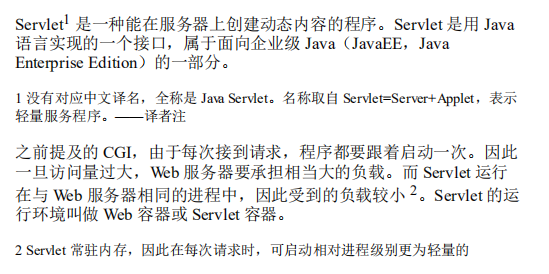 Servlet1 是一种能在服务器上创建动态内容的程序。Servlet 是用 Java
语言实现的一个接口，属于面向企业级 Java（JavaEE，Java
Enterprise Edition）的一部分。
1 没有对应中文译名，全称是 Java Servlet。名称取自 Servlet=Server+Applet，表示
轻量服务程序。——译者注
之前提及的 CGI，由于每次接到请求，程序都要跟着启动一次。因此
一旦访问量过大，Web 服务器要承担相当大的负载。而 Servlet 运行
在与 Web 服务器相同的进程中，因此受到的负载较小 2。Servlet 的运
行环境叫做 Web 容器或 Servlet 容器。
2 Servlet 常驻内存，因此在每次请求时，可启动相对进程级别更为轻量的